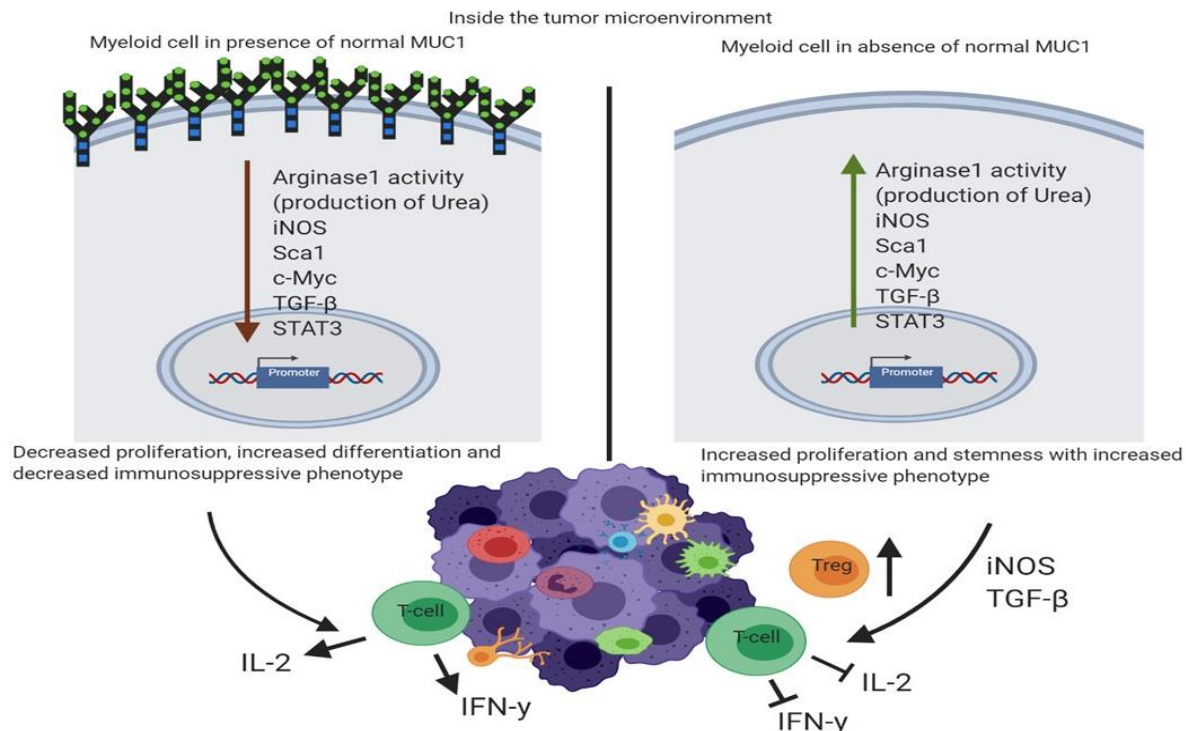 Inside the tumor microenvironment
Myeloid cell in presence of normal MUC1
Myeloid cell in absence of normal MUC1
Arginase1 activity
(production of Urea)
iNOS
Sca1
c-Myc
TGF-β
STAT3
Promoter
Arginase1 activity
(production of Urea)
iNOS
Sca1
c-Myc
TGF-β
STAT3
Promoter
Decreased proliferation, increased differentiation and
decreased immunosuppressive phenotype
Increased proliferation and stemness with increased
immunosuppressive phenotype
T-cell
IL-2
IFN-y
Treg
iNOS
TGF-β
T-cell
IL-2
IFN-y